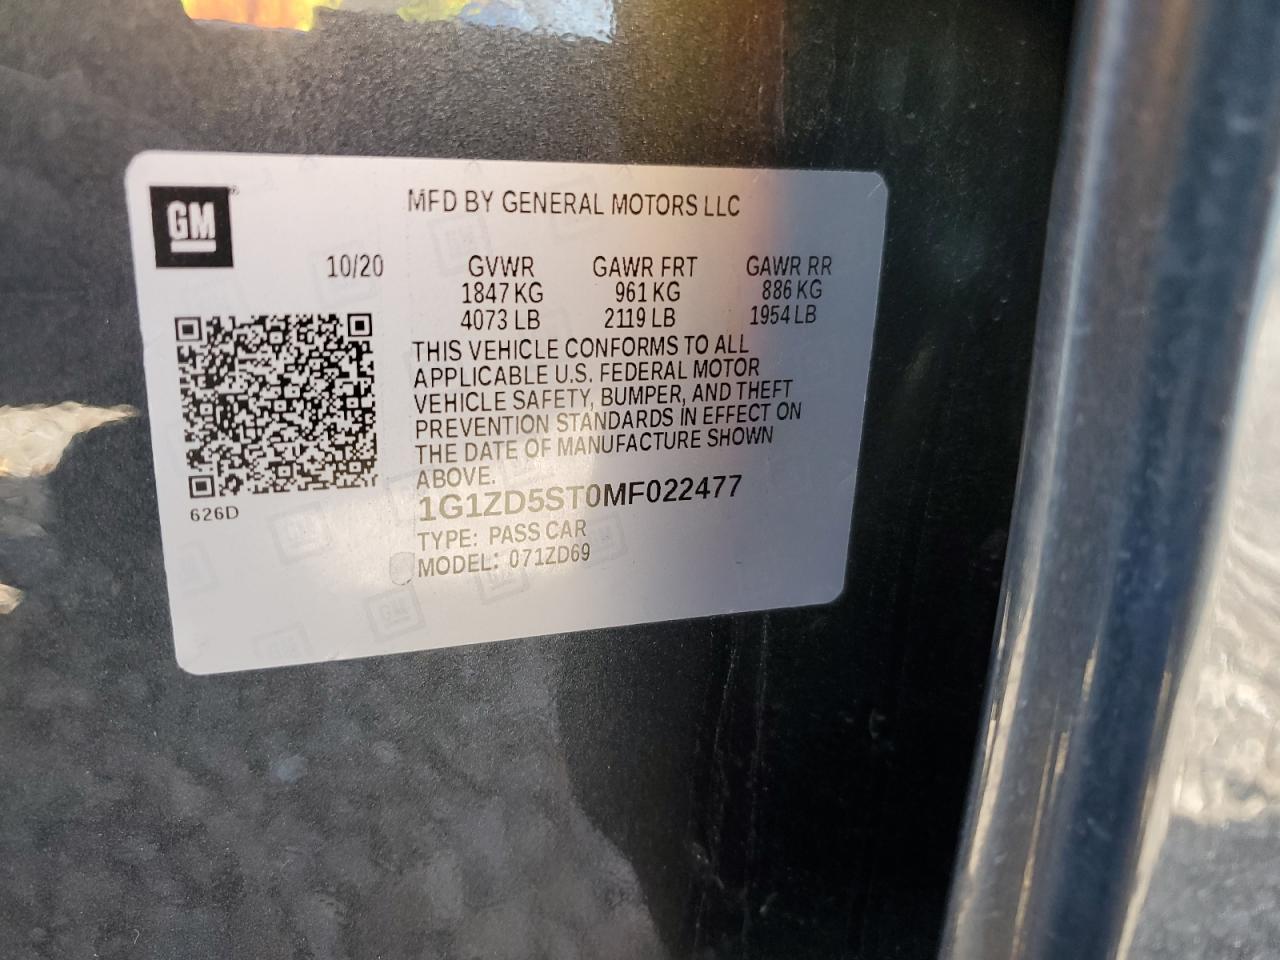 GM
MFD BY GENERAL MOTORS LLC
10/20 GVWR GAWR FRT GAWR RR
1847 KG 961 KG 886 KG
4073 LB 2119 LB 1954 LB
THIS VEHICLE CONFORMS TO ALL
APPLICABLE U.S. FEDERAL MOTOR
VEHICLE SAFETY, BUMPER, AND THEFT
PREVENTION STANDARDS IN EFFECT ON
THE DATE OF MANUFACTURE SHOWN
ABOVE.
626D
1G1ZD5ST0MF022477
TYPE: PASS CAR
MODEL: 071ZD69